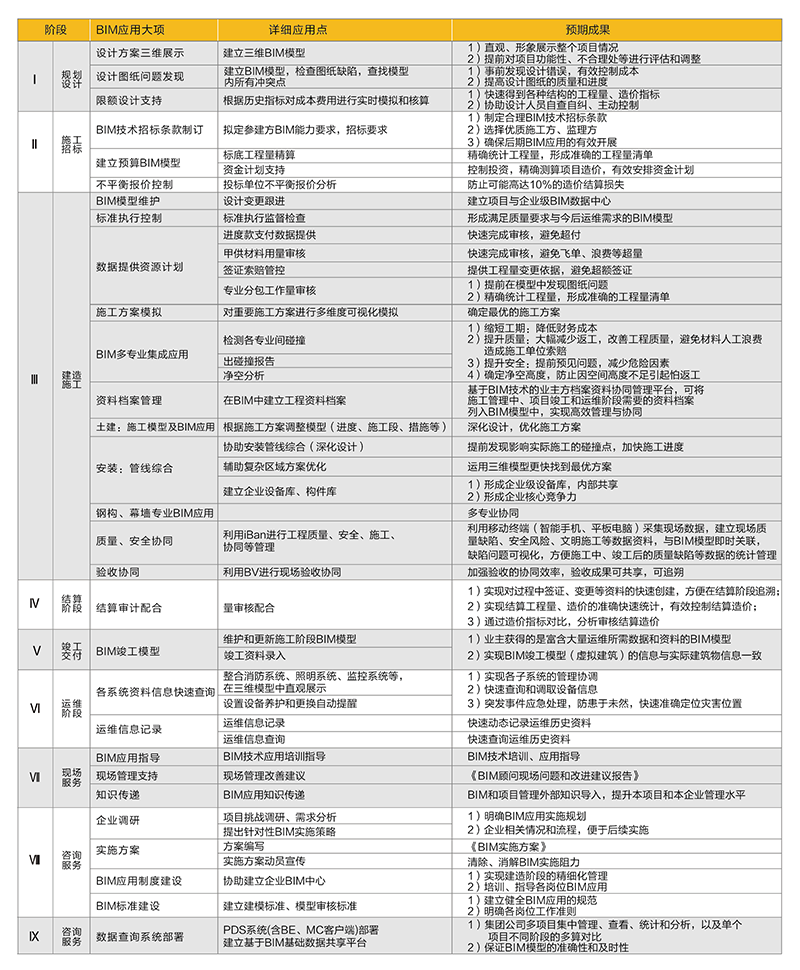 阶段 BIM应用大项 详细应用点 预期成果
Ⅰ 规划
设计
设计方案三维展示 建立三维BIM模型 1）直观、形象展示整个项目情况
2）提前对项目功能性、不合理处等进行评估和调整
设计图纸问题发现 建立BIM模型，检查图纸缺陷，查找模型
内所有冲突点
1）事前发现设计错误，有效控制成本
2）提高设计图纸的质量和进度
限额设计支持 根据历史指标对成本费用进行实时模拟和核算 1）快速得到各种结构的工程量、造价指标
2）协助设计人员自查自纠、主动控制
Ⅱ 施工
招标
BIM技术招标条款制订 拟定参建方BIM能力要求，招标要求 1）制定合理BIM技术招标条款
2）选择优质施工方、监理方
3）确保后期BIM应用的有效开展
建立预算BIM模型 标底工程量精算 精确统计工程量，形成准确的工程量清单
资金计划支持 控制投资，精确测算项目造价，有效安排资金计划
不平衡报价控制 投标单位不平衡报价分析 防止可能高达10%的造价结算损失
Ⅲ 建造
施工
BIM模型维护 设计变更跟进 建立项目与企业级BIM数据中心
标准执行控制 标准执行监督检查 形成满足质量要求与今后运维需求的BIM模型
数据提供资源计划 进度款支付数据提供 快速完成审核，避免超付
甲供材料用量审核 快速完成审核，避免飞单、浪费等超量
签证索赔管控 提供工程量变更依据，避免超额签证
专业分包工作量审核 1）提前在模型中发现图纸问题
2）精确统计工程量，形成准确的工程量清单
施工方案模拟 对重要施工方案进行多维度可视化模拟 确定最优的施工方案
BIM多专业集成应用 检测各专业间碰撞 1）缩短工期：降低财务成本
2）提升质量：大幅减少返工，改善工程质量，避免材料人工浪费
造成施工单位索赔
出碰撞报告 3）提升安全：提前预见问题，减少危险因素
净空分析 4）确定净空高度，防止因空间高度不足引起怕返工
资料档案管理 在BIM中建立工程资料档案 基于BIM技术的业主方档案资料协同管理平台，可将
施工管理中、项目竣工和运维阶段需要的资料档案
列入BIM模型中，实现高效管理与协同
土建：施工模型及BIM应用 根据施工方案调整模型（进度、施工段、措施等） 深化设计，优化施工方案
安装：管线综合 协助安装管线综合（深化设计） 提前发现影响实际施工的碰撞点，加快施工进度
辅助复杂区域方案优化 运用三维模型更快找到最优方案
建立企业设备库、构件库 1）形成企业级设备库，内部共享
2）形成企业核心竞争力
钢构、幕墙专业BIM应用 多专业协同
质量、安全协同 利用iBan进行工程质量、安全、施工、
协同等管理
利用移动终端（智能手机、平板电脑）采集现场数据，建立现场质
量缺陷、安全风险、文明施工等数据资料，与BIM模型即时关联，
缺陷问题可视化，方便施工中、竣工后的质量缺陷等数据的统计管理
验收协同 利用BV进行现场验收协同 加强验收的协同效率，验收成果可共享，可追朔
Ⅳ 结算
阶段
结算审计配合 量审核配合 1）实现对过程中签证、变更等资料的快速创建，方便在结算阶段追溯；
2）实现结算工程量、造价的准确快速统计，有效控制结算造价；
3）通过造价指标对比，分析审核结算造价
Ⅴ 竣工
交付
BIM竣工模型 维护和更新施工阶段BIM模型 1）业主获得的是富含大量运维所需数据和资料的BIM模型
竣工资料录入 2）实现BIM竣工模型（虚拟建筑）的信息与实际建筑物信息一致
Ⅵ 运维
阶段
各系统资料信息快速查询 整合消防系统、照明系统、监控系统等，
在三维模型中直观展示
1）实现各子系统的管理协调
2）快速查询和调取设备信息
设置设备养护和更换自动提醒 3）突发事件应急处理，防患于未然，快速准确定位灾害位置
运维信息记录 运维信息记录 快速动态记录运维历史资料
运维信息查询 快速查询运维历史资料
Ⅶ 现场
服务
BIM应用指导 BIM技术应用培训指导 BIM技术培训、应用指导
现场管理支持 现场管理改善建议 《BIM顾问现场问题和改进建议报告》
知识传递 BIM应用知识传递 BIM和项目管理外部知识导入，提升本项目和本企业管理水平
Ⅷ 咨询
服务
企业调研 项目挑战调研、需求分析 1）明确BIM应用实施规划
提出针对性BIM实施策略 2）企业相关情况和流程，便于后续实施
实施方案 方案编写 《BIM实施方案》
实施方案动员宣传 清除、消解BIM实施阻力
BIM应用制度建设 协助建立企业BIM中心 1）实现建造阶段的精细化管理
2）培训、指导各岗位BIM应用
BIM标准建设 建立建模标准、模型审核标准 1）建立健全BIM应用的规范
2）明确各岗位工作准则
Ⅸ 咨询
服务
数据查询系统部署 PDS系统(含BE、MC客户端)部署
建立基于BIM基础数据共享平台
1）集团公司多项目集中管理、查看、统计和分析，以及单个
项目不同阶段的多算对比
2）保证BIM模型的准确性和及时性